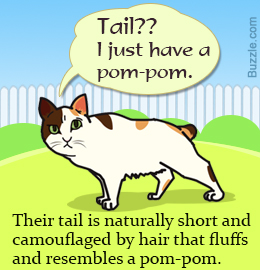 Tail??
I just have a
pom-pom.
Buzzle.com
Their tail is naturally short and
camouflaged by hair that fluffs
and resembles a pom-pom.